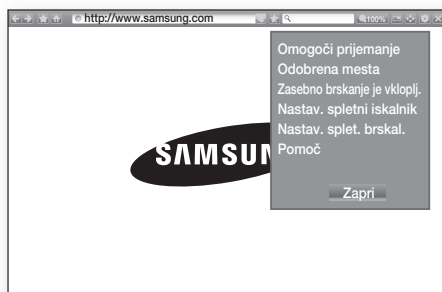 http://www.samsung.com
100%
Omogoči prijemanje
Odobrena mesta
Zasebno brskanje je vkloplj.
Nastav. spletni iskalnik
Nastav. splet. brskal.
Pomoč
Zapri
SAMSUN